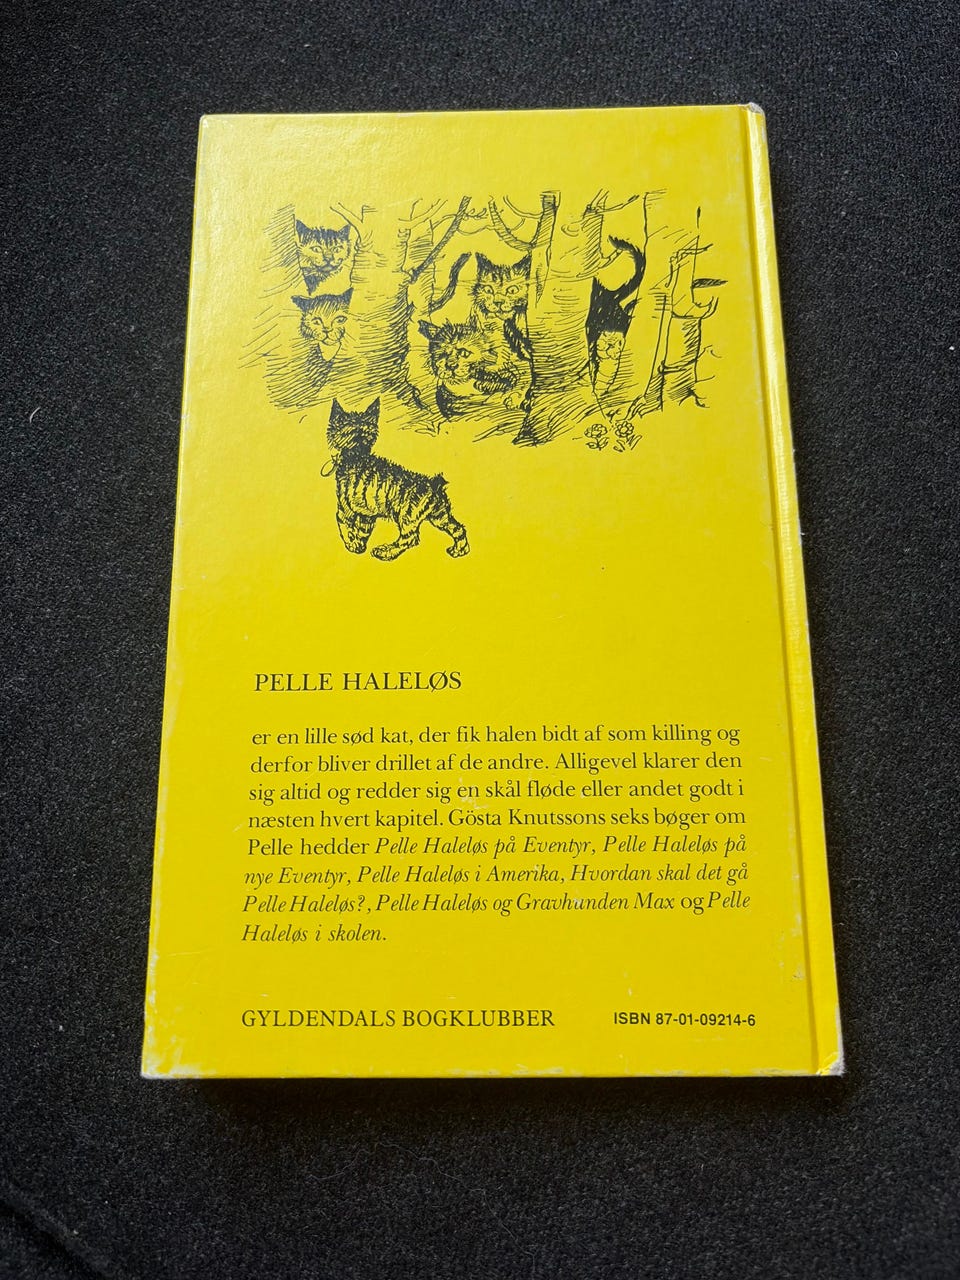 PELLE HALELØS
er en lille sød kat, der fik halen bidt af som killing og
derfor bliver drillet af de andre. Alligevel klarer den
sig altid og redder sig en skål fløde eller andet godt i
næsten hvert kapitel. Gösta Knutssons seks bøger om
Pelle hedder Pelle Haleløs på Eventyr, Pelle Haleløs på
nye Eventyr, Pelle Haleløs i Amerika, Hvordan skal det gå
Pelle Haleløs?, Pelle Haleløs og Gravhunden Max og Pelle
Haleløs i skolen.
GYLDENDALS BOGKLUBBER ISBN 87-01-09214-6